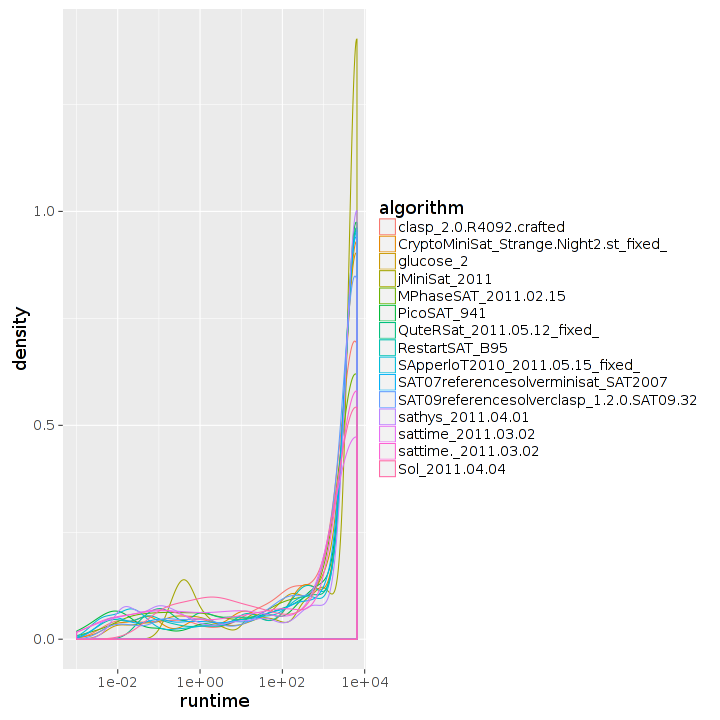 1.0
0.5
0.0
density
1e-02 1e+00 1e+02 1e+04
runtime
algorithm
clasp_2.0.R4092.crafted
CryptoMiniSat_Strange.Night2.st_fixed_
glucose_2
jMiniSat_2011
MPhaseSAT_2011.02.15
PicoSAT_941
QuteRSat_2011.05.12_fixed_
RestartSAT_B95
SApperloT2010_2011.05.15_fixed_
SAT07referencesolverminisat_SAT2007
SAT09referencesolverclasp_1.2.0.SAT09.32
sathys_2011.04.01
sattime_2011.03.02
sattime._2011.03.02
Sol_2011.04.04